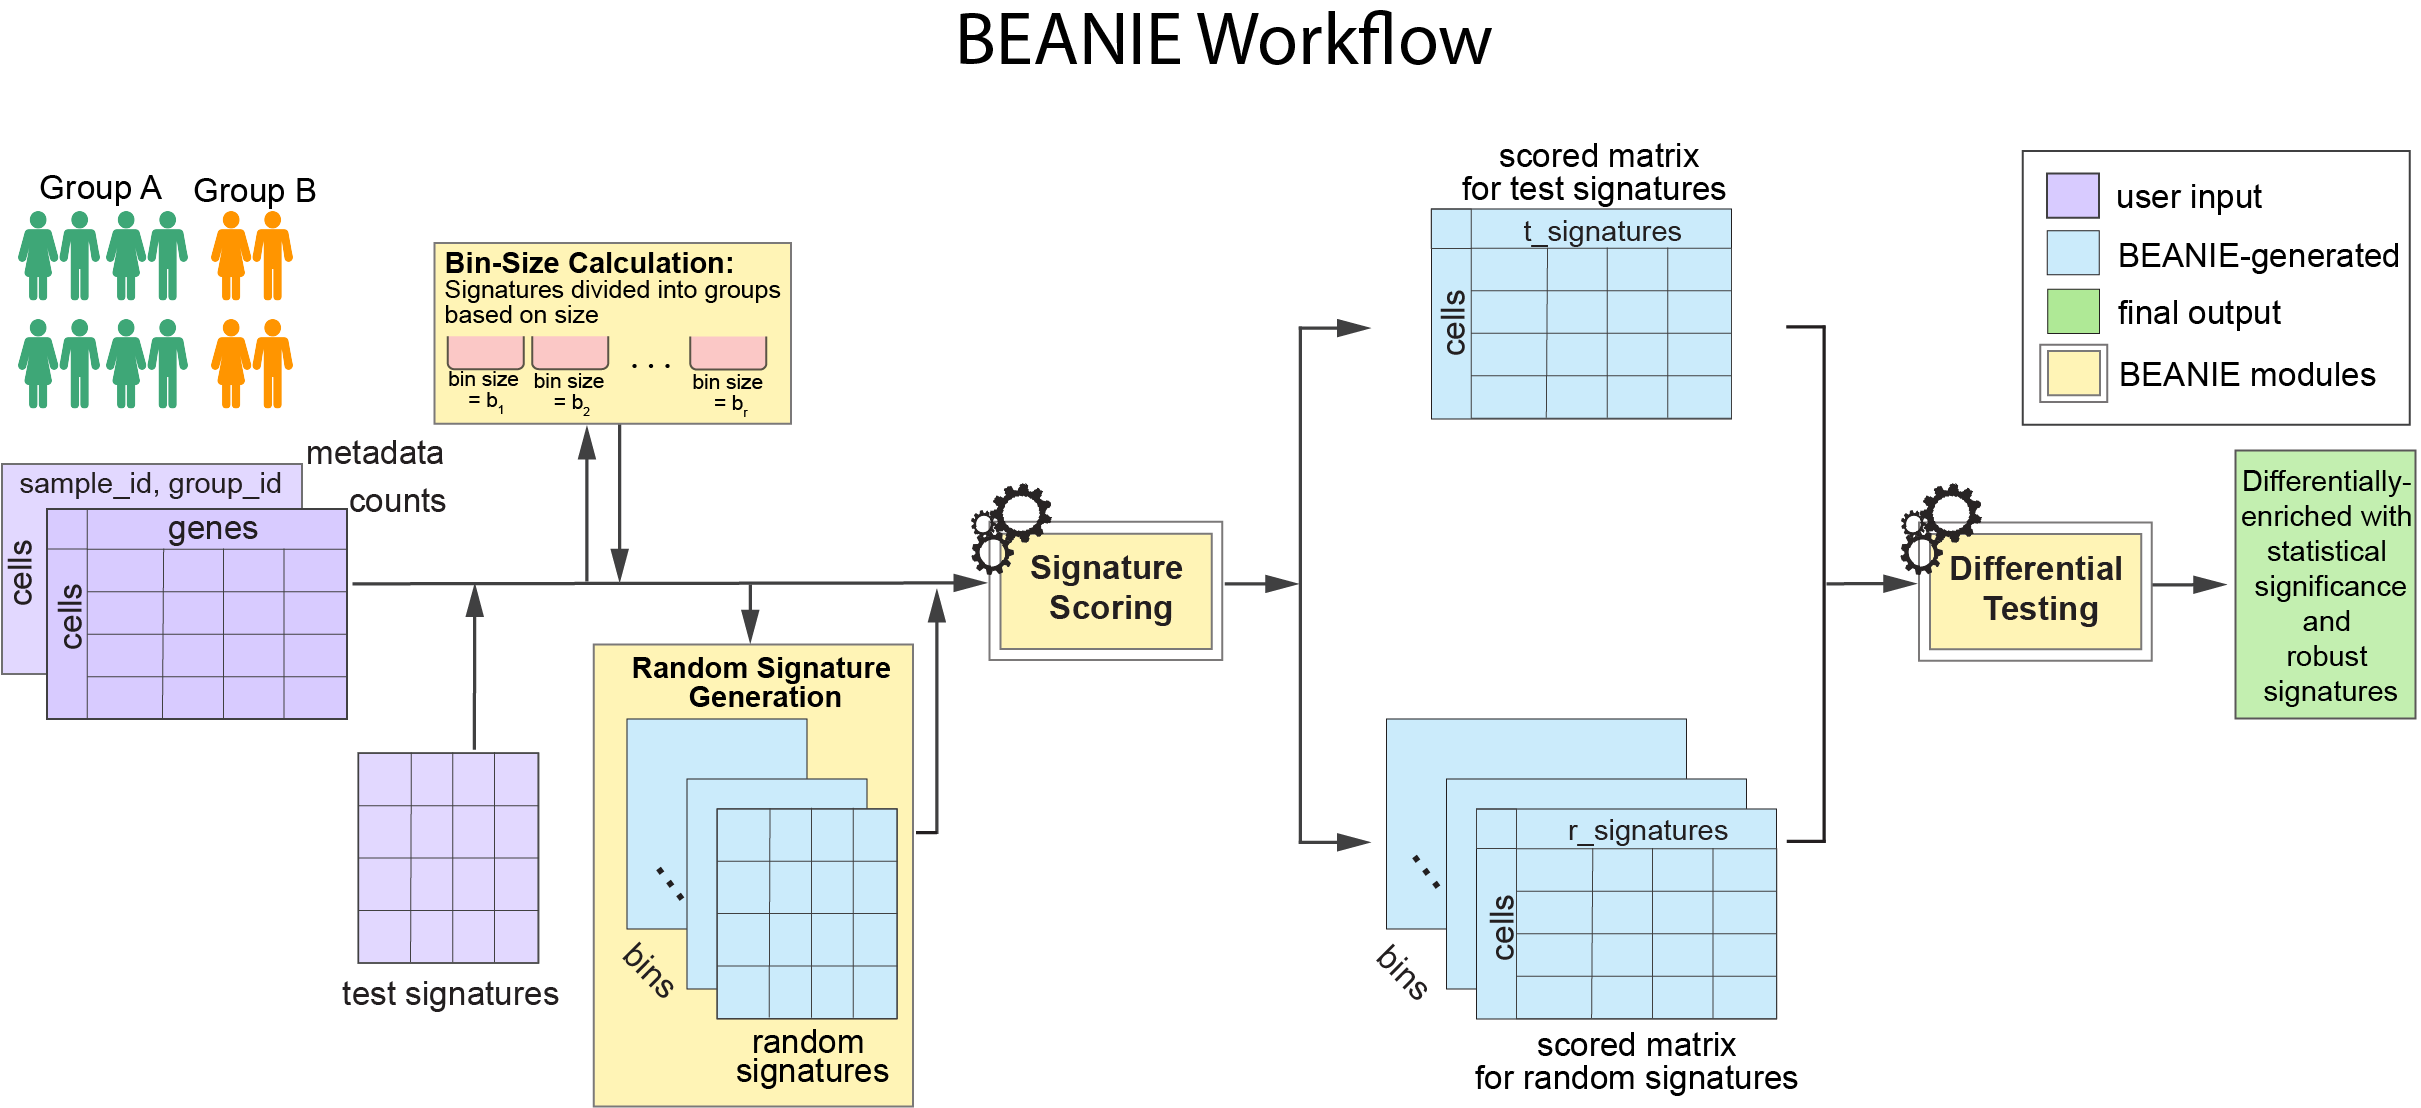 BEANIE Workflow
Group A
Group B
metadata
counts
sample_id, group_id
cells
genes
cells
test signatures
Bin-Size Calculation:
Signatures divided into groups
based on size
bin size
= b1
bin size
= b2
. . .
bin size
= br
Random Signature
Generation
...
bins
random
signatures
Signature
Scoring
scored matrix
for test signatures
t_signatures
cells
r_signatures
cells
...
bins
scored matrix
for random signatures
Differential
Testing
user input
BEANIE-generated
final output
BEANIE modules
Differentially-
enriched with
statistical
significance
and
robust
signatures